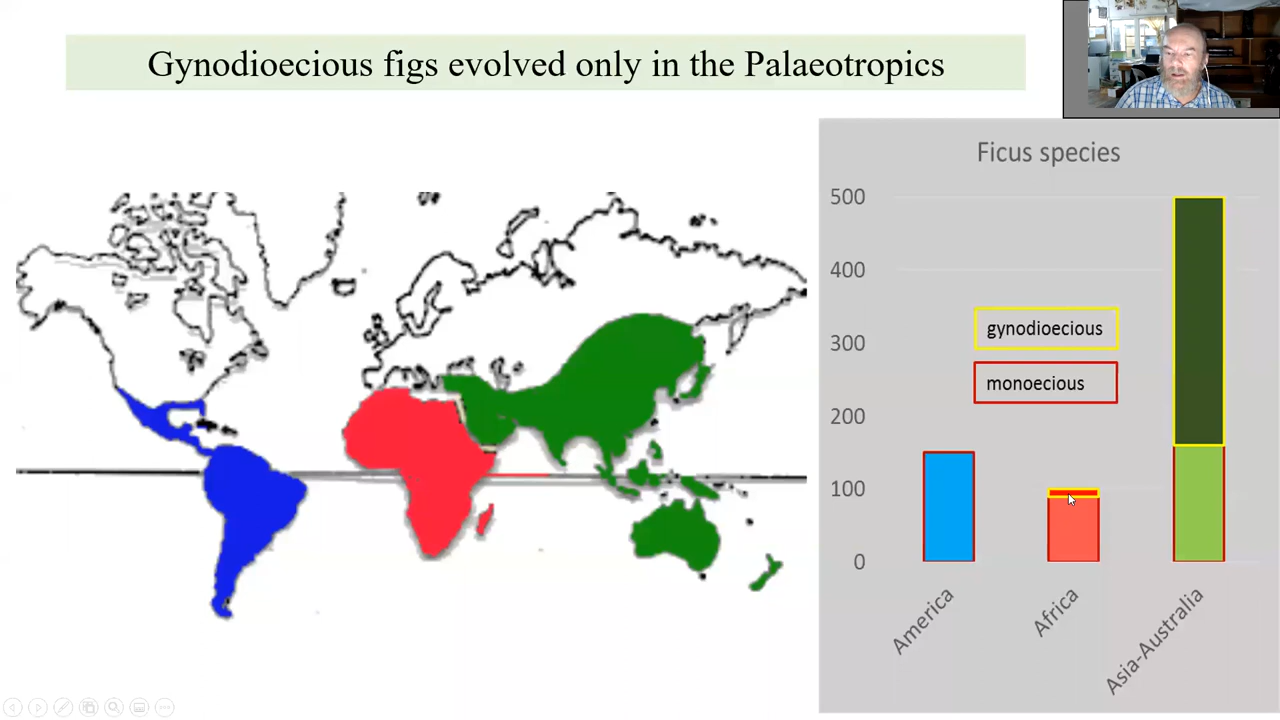 Gynodioecious figs evolved only in the Palaeotropics
Ficus species
500
400
300
200
100
0
gynodioecious
monoecious
America
Africa
Asia-Australia